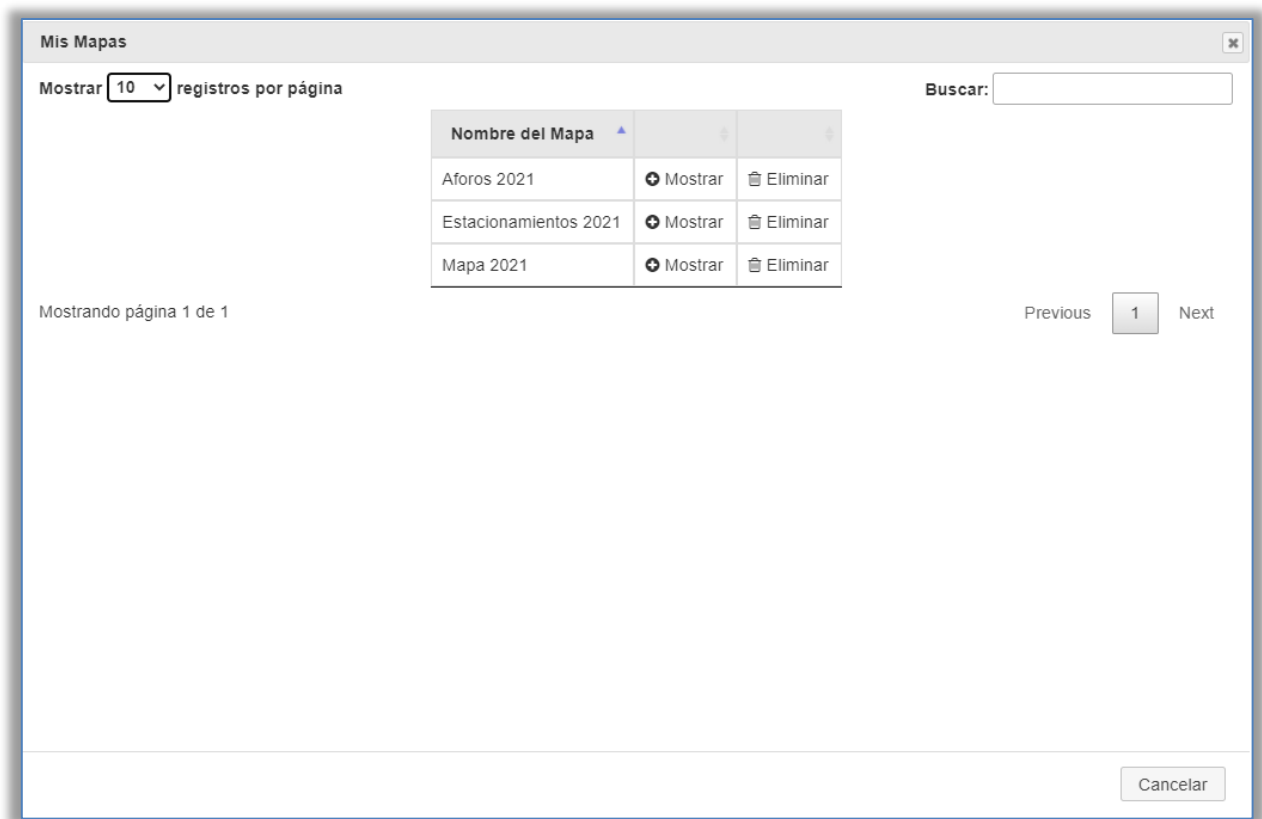 Mis Mapas
Mostrar 10 registros por página Buscar:
Nombre del Mapa
Aforos 2021 Mostrar Eliminar
Estacionamientos 2021 Mostrar Eliminar
Mapa 2021 Mostrar Eliminar
Mostrando página 1 de 1 Previous 1 Next
Cancelar